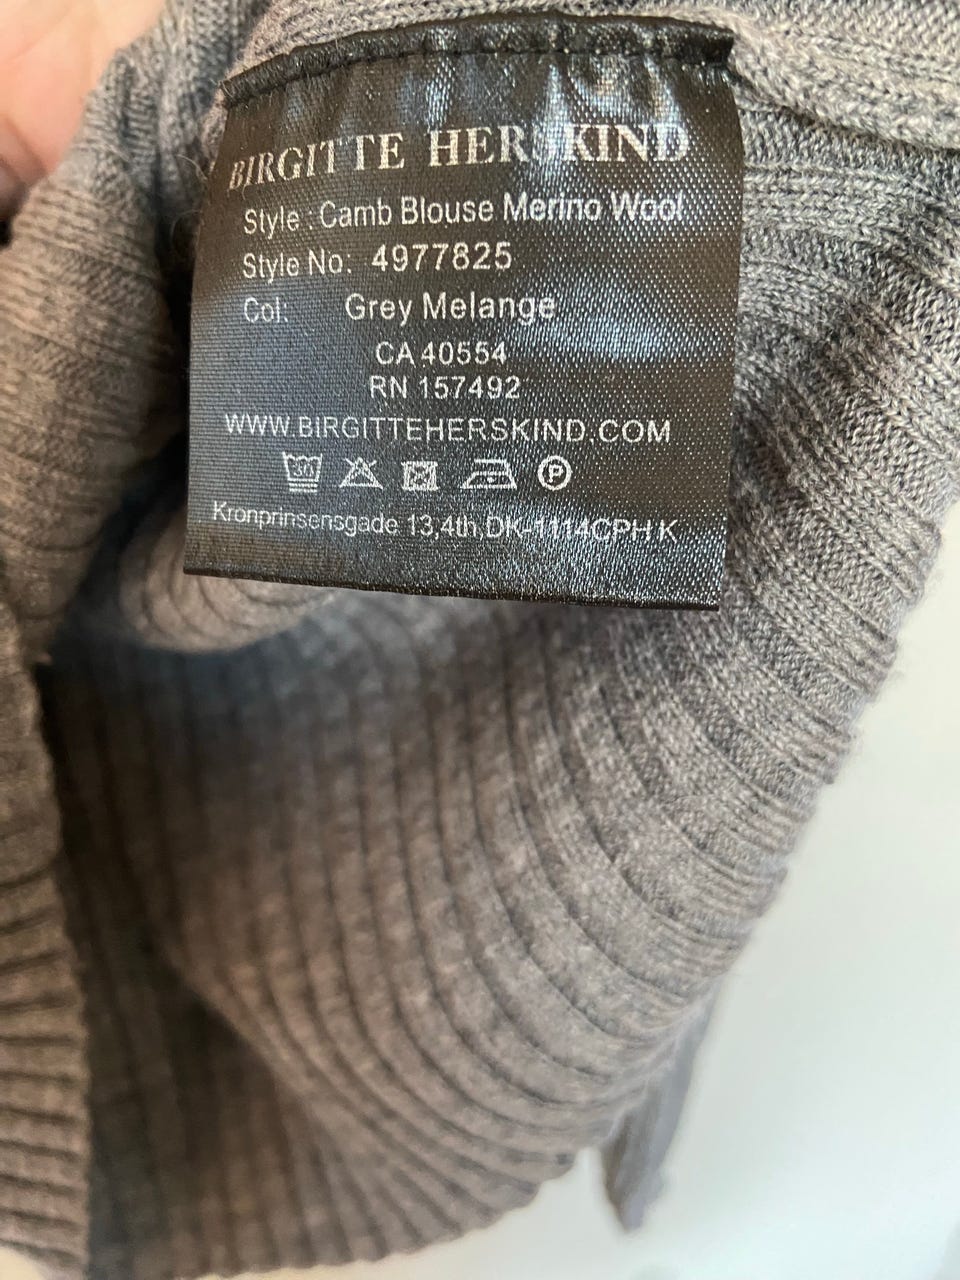 BIRGITTE HERSKIND
Style : Camb Blouse Merino Wool
Style No: 4977825
Col: Grey Melange
CA 40554
RN 157492
WWW.BIRGITTEHERSKIND.COM
30 P
Kronprinsensgade 13,4th,DK-1114CPH K